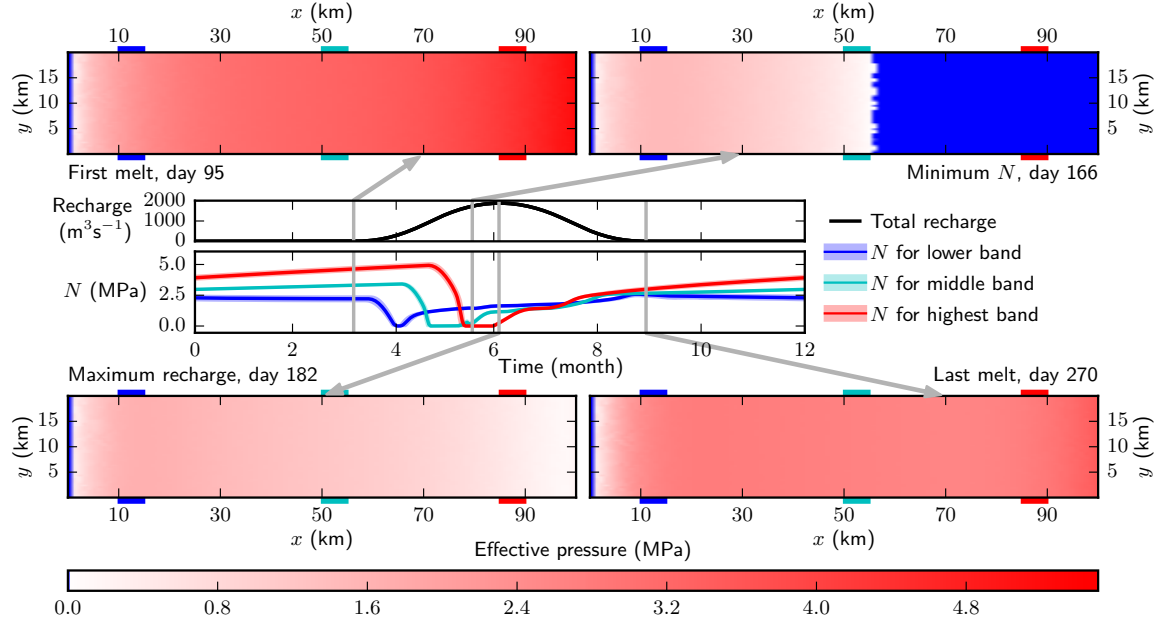 x (km) x (km)
10 30 50 70 90 10 30 50 70 90
y (km) 15 10 5 15 10 5 y (km)
First melt, day 95 Minimum N, day 166
Recharge (m³s⁻¹) 2000 1000 0
Total recharge
N for lower band
N (MPa) 5.0 2.5 0.0
N for middle band
N for highest band
0 2 4 6 8 10 12
Time (month)
Maximum recharge, day 182 Last melt, day 270
y (km) 15 10 5 15 10 5 y (km)
10 30 50 70 90 10 30 50 70 90
x (km) x (km)
Effective pressure (MPa)
0.0 0.8 1.6 2.4 3.2 4.0 4.8